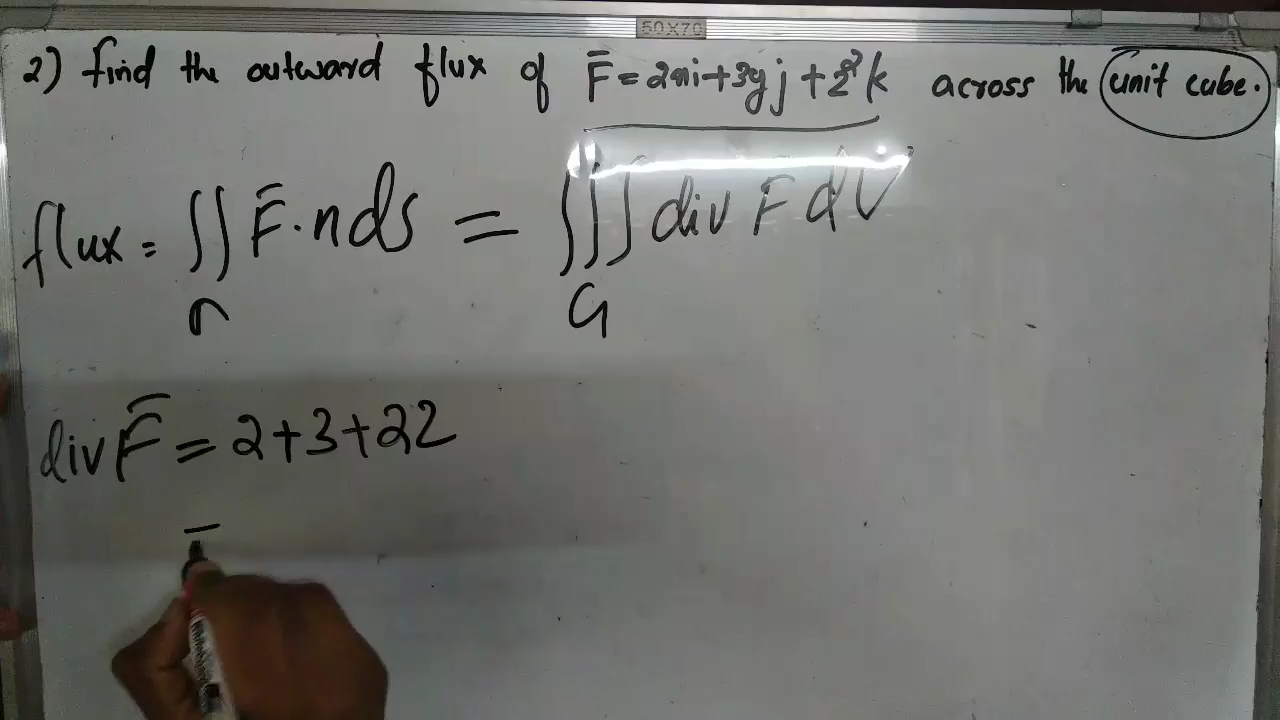 50X70
2) find the outward flux of F̄ = 2xi + 3yj + z²k across the unit cube.
flux = ∬ F̄·nds = ∭ div F dV
G
div F̄ = 2+3+2z